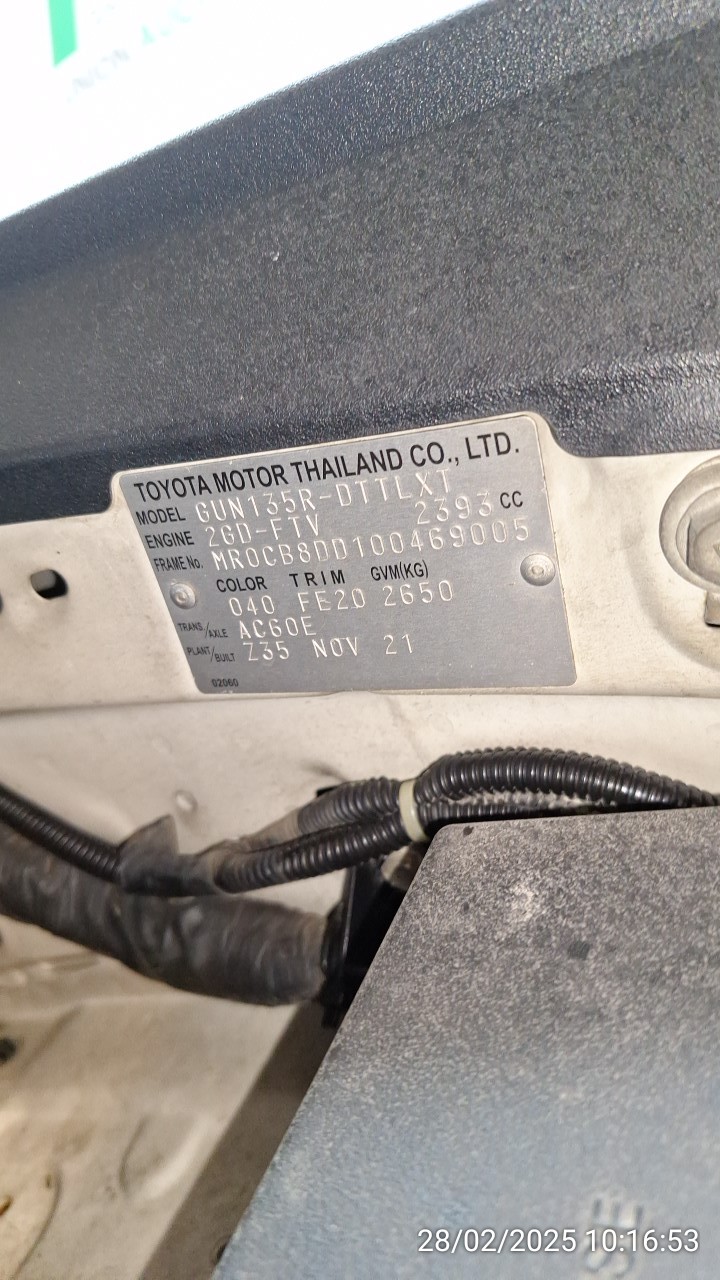 TOYOTA MOTOR THAILAND CO., LTD.
MODEL GUN135R-DTTLXT
ENGINE 2GD-FTV 2393 CC
FRAME No. MR0CB8DD100469005
COLOR TRIM GVM(KG)
040 FE20 2650
TRANS./AXLE AC60E
PLANT/BUILT Z35 NOV 21
02060
28/02/2025 10:16:53